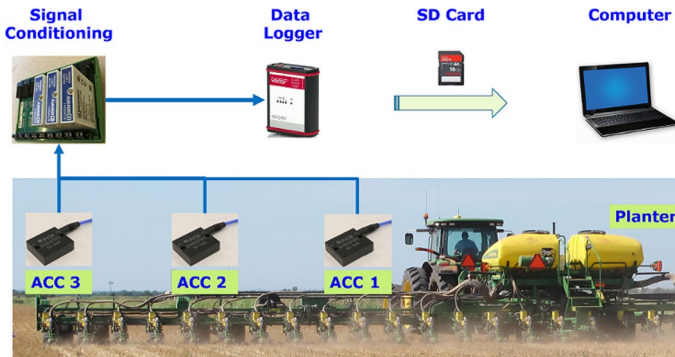 Signal
Conditioning
Data
Logger
SD Card
Computer
ACC 3
ACC 2
ACC 1
Planter